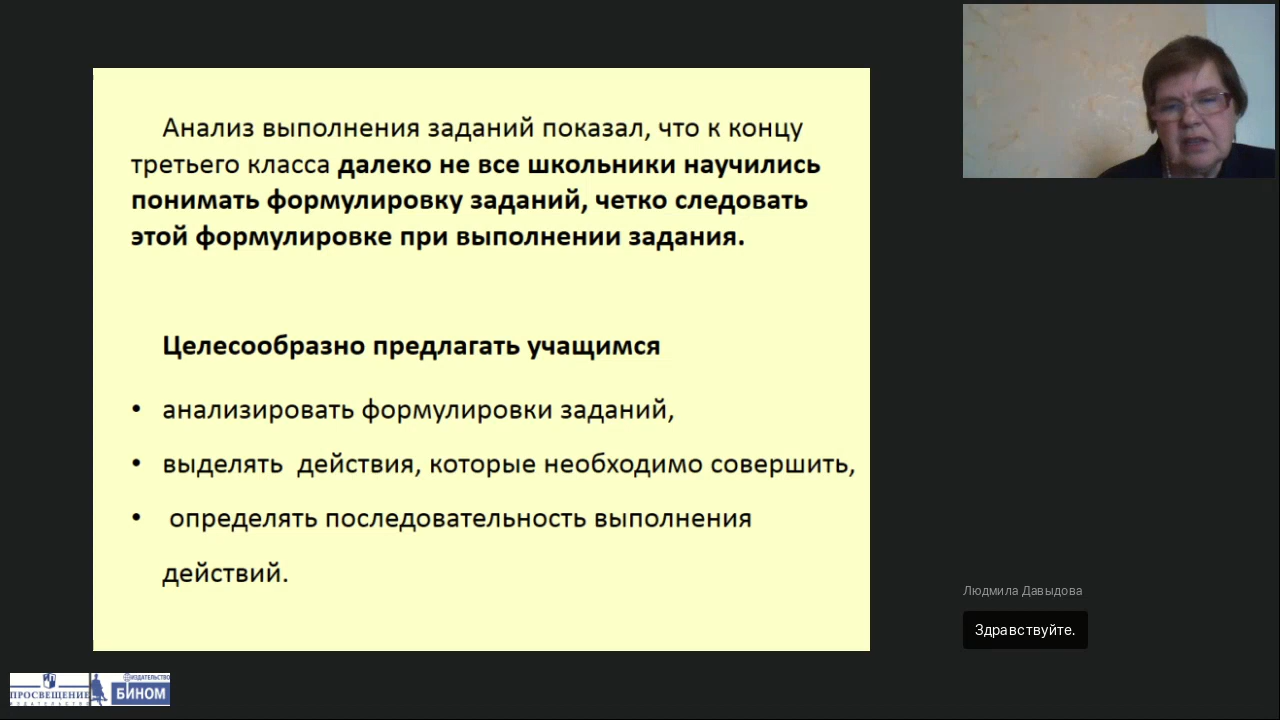 Анализ выполнения заданий показал, что к концу
третьего класса далеко не все школьники научились
понимать формулировку заданий, четко следовать
этой формулировке при выполнении задания.
Целесообразно предлагать учащимся
• анализировать формулировки заданий,
• выделять действия, которые необходимо совершить,
• определять последовательность выполнения
действий.
Людмила Давыдова
Здравствуйте.
ПРОСВЕЩЕНИЕ
ИЗДАТЕЛЬСТВО
ИЗДАТЕЛЬСТВО
БИНОМ